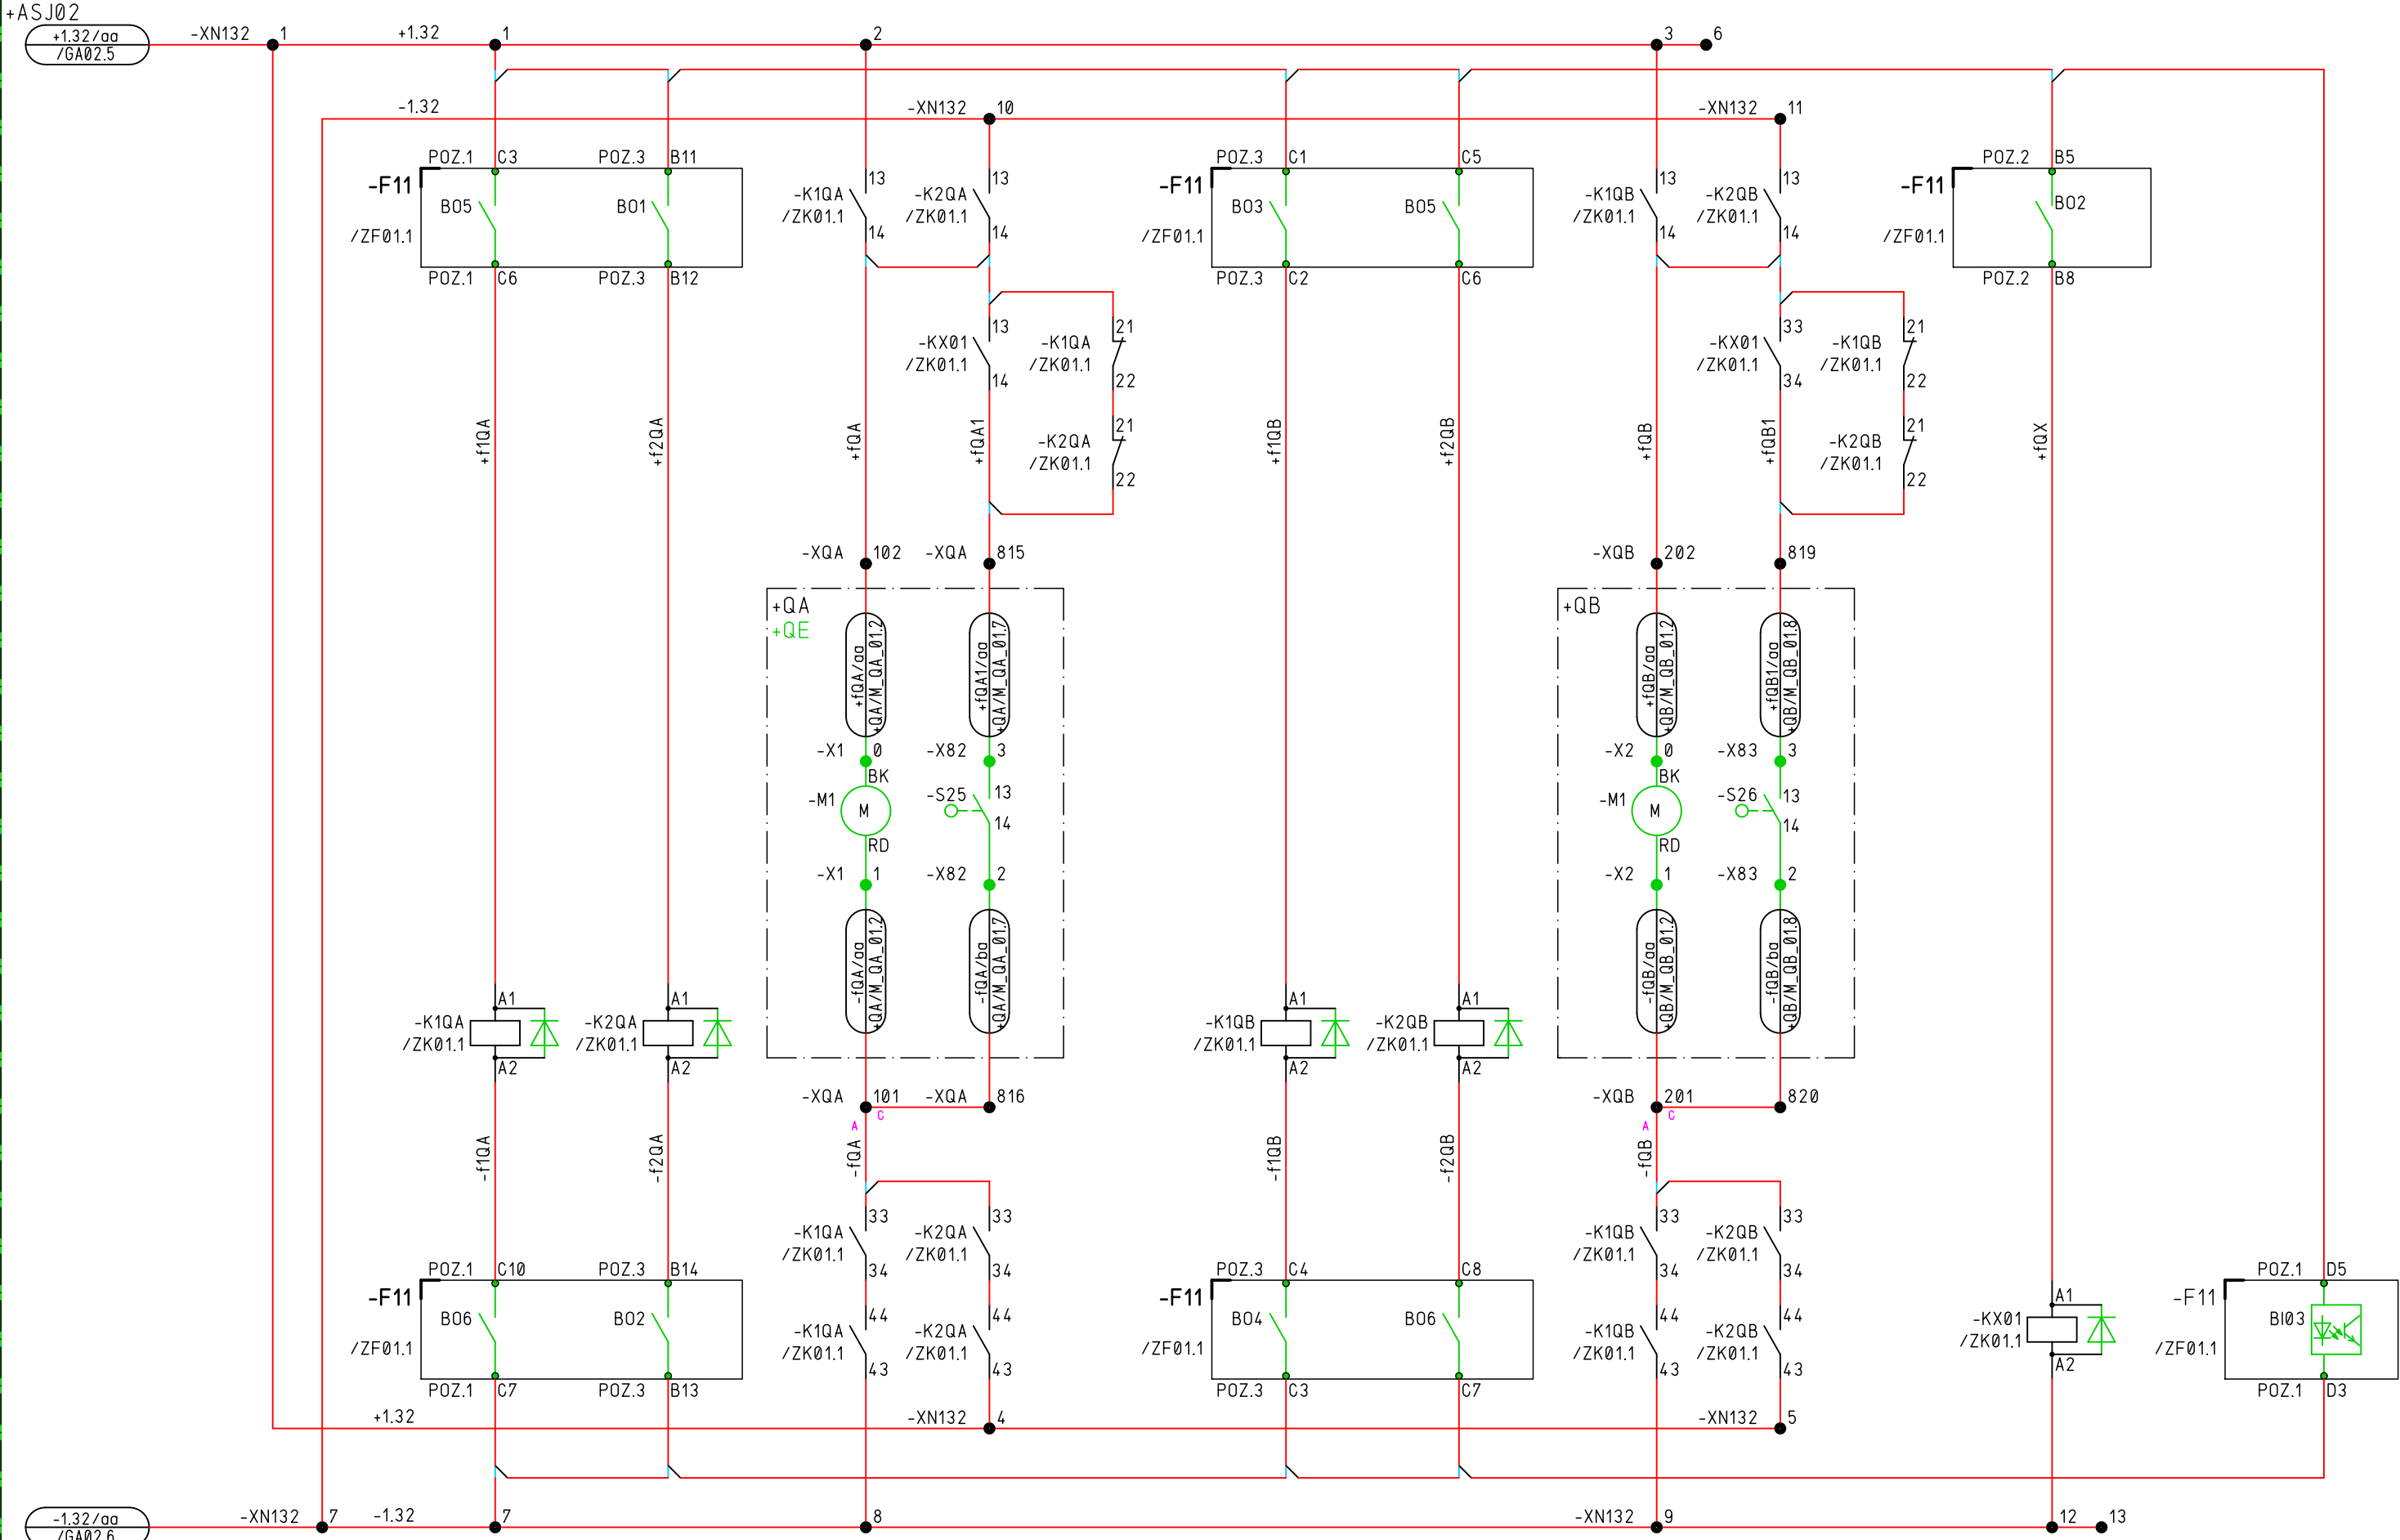 +ASJ02
+1.32/aa
/GA02.5
-XN132 1 +1.32 1 2 3 6
-1.32 -XN132 10 -XN132 11
POZ.1 C3 POZ.3 B11 POZ.3 C1 C5 POZ.2 B5
-F11 -F11 -F11
13 13 13 13
-K1QA -K2QA -K1QB -K2QB
/ZK01.1 /ZK01.1 /ZK01.1 /ZK01.1
BO5 BO1 BO3 BO5 BO2
14 14 14 14
/ZF01.1 /ZF01.1 /ZF01.1
POZ.1 C6 POZ.3 B12 POZ.3 C2 C6 POZ.2 B8
13 21 33 21
-KX01 -K1QA -KX01 -K1QB
/ZK01.1 /ZK01.1 /ZK01.1 /ZK01.1
14 22 34 22
+f1QA +f2QA +fQA +fQA1 +f1QB +f2QB +fQB +fQB1 +fQX
21 21
-K2QA -K2QB
/ZK01.1 /ZK01.1
22 22
-XQA 102 -XQA 815 -XQB 202 819
+QA +QB
+QE
+fQA/aa +fQA1/aa +fQB/aa +fQB1/aa
+QA/M_QA_01.2 +QA/M_QA_01.7 +QB/M_QB_01.2 +QB/M_QB_01.8
-X1 0 -X82 3 -X2 0 -X83 3
BK BK
-M1 M -S25 13 -M1 M -S26 13
14 14
RD RD
-X1 1 -X82 2 -X2 1 -X83 2
-fQA/aa -fQA/ba -fQB/aa -fQB/ba
+QA/M_QA_01.2 +QA/M_QA_01.7 +QB/M_QB_01.2 +QB/M_QB_01.8
A1 A1 A1 A1
-K1QA -K2QA -K1QB -K2QB
/ZK01.1 /ZK01.1 /ZK01.1 /ZK01.1
A2 A2 A2 A2
-XQA 101 -XQA 816 -XQB 201 820
A C A C
-f1QA -f2QA -fQA -f1QB -f2QB -fQB
33 33 33 33
-K1QA -K2QA -K1QB -K2QB
/ZK01.1 /ZK01.1 /ZK01.1 /ZK01.1
34 34 34 34
POZ.1 C10 POZ.3 B14 POZ.3 C4 C8 POZ.1 D5
-F11 -F11 A1 -F11
44 44 44 44
BO6 BO2 BO4 BO6 BI03
-K1QA -K2QA -K1QB -K2QB -KX01
/ZK01.1 /ZK01.1 /ZK01.1 /ZK01.1 /ZK01.1
/ZF01.1 /ZF01.1 /ZF01.1
43 43 43 43 A2
POZ.1 C7 POZ.3 B13 POZ.3 C3 C7 POZ.1 D3
+1.32 -XN132 4 -XN132 5
-1.32/aa
/GA02.6
-XN132 7 -1.32 7 8 -XN132 9 12 13